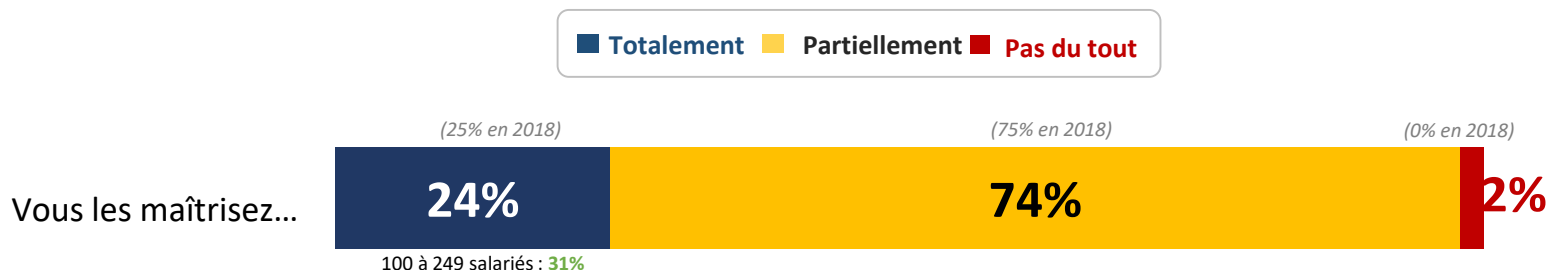 Totalement Partiellement Pas du tout
(25% en 2018) (75% en 2018) (0% en 2018)
Vous les maîtrisez… 24% 74% 2%
100 à 249 salariés : 31%